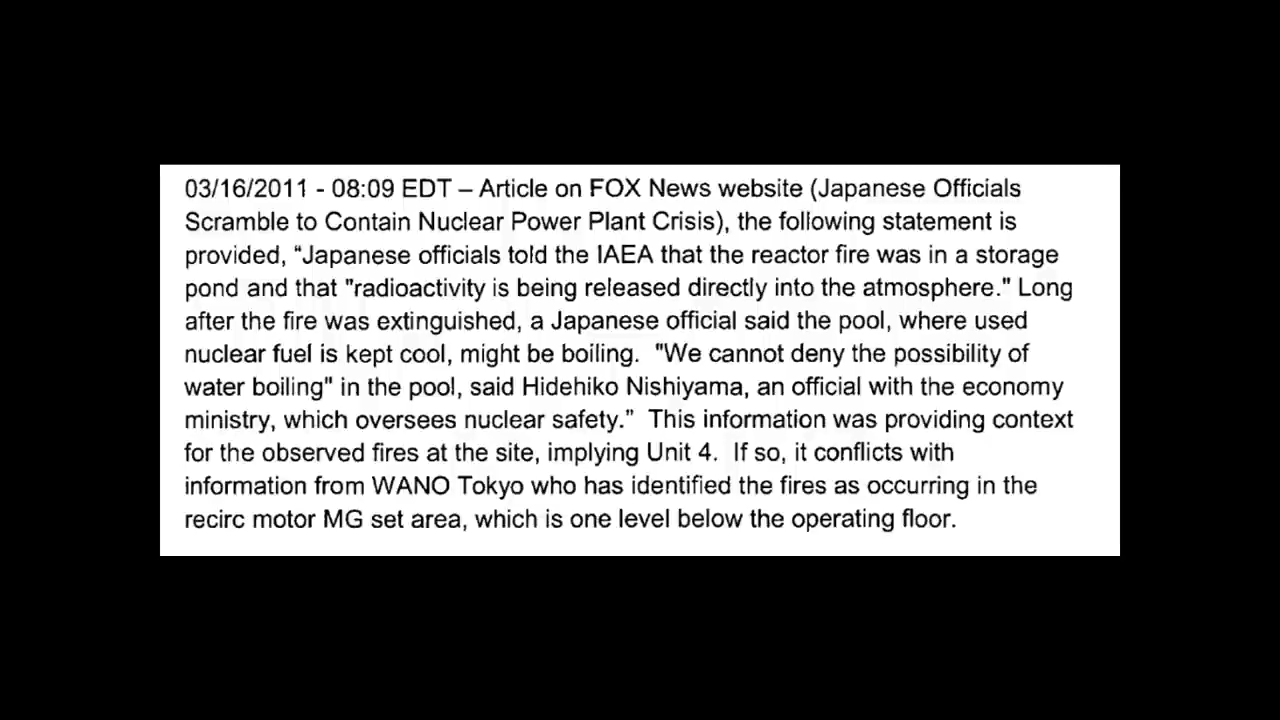 03/16/2011 - 08:09 EDT – Article on FOX News website (Japanese Officials
Scramble to Contain Nuclear Power Plant Crisis), the following statement is
provided, “Japanese officials told the IAEA that the reactor fire was in a storage
pond and that "radioactivity is being released directly into the atmosphere." Long
after the fire was extinguished, a Japanese official said the pool, where used
nuclear fuel is kept cool, might be boiling.  "We cannot deny the possibility of
water boiling" in the pool, said Hidehiko Nishiyama, an official with the economy
ministry, which oversees nuclear safety.”  This information was providing context
for the observed fires at the site, implying Unit 4.  If so, it conflicts with
information from WANO Tokyo who has identified the fires as occurring in the
recirc motor MG set area, which is one level below the operating floor.